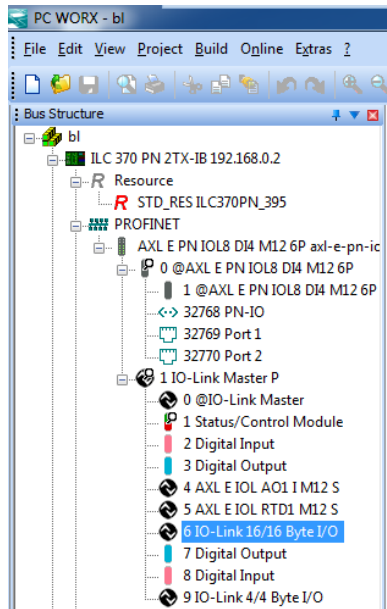 PC WORX - bl
File Edit View Project Build Online Extras ?
Bus Structure
bl
ILC 370 PN 2TX-IB 192.168.0.2
R Resource
R STD_RES ILC370PN_395
PROFINET
AXL E PN IOL8 DI4 M12 6P axl-e-pn-ic
0 @AXL E PN IOL8 DI4 M12 6P
1 @AXL E PN IOL8 DI4 M12 6P
32768 PN-IO
32769 Port 1
32770 Port 2
1 IO-Link Master P
0 @IO-Link Master
1 Status/Control Module
2 Digital Input
3 Digital Output
4 AXL E IOL AO1 I M12 S
5 AXL E IOL RTD1 M12 S
6 IO-Link 16/16 Byte I/O
7 Digital Output
8 Digital Input
9 IO-Link 4/4 Byte I/O